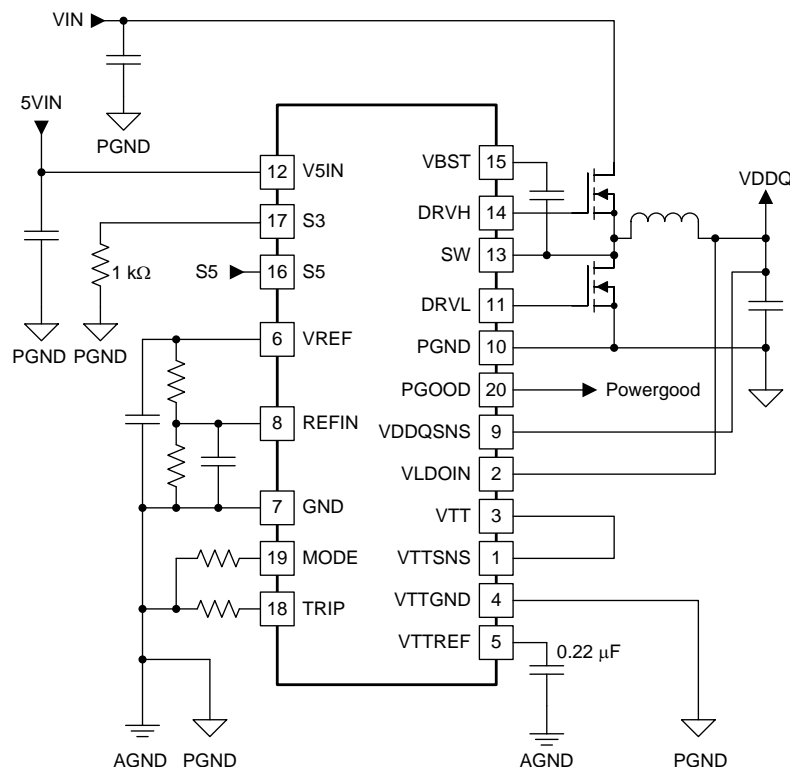 VIN
PGND
5VIN
12 V5IN
17 S3
1 kΩ
S5 16 S5
PGND PGND
6 VREF
8 REFIN
7 GND
19 MODE
18 TRIP
AGND PGND
VBST 15
DRVH 14
SW 13
DRVL 11
PGND 10
PGOOD 20 Powergood
VDDQSNS 9
VLDOIN 2
VTT 3
VTTSNS 1
VTTGND 4
VTTREF 5
0.22 μF
VDDQ
AGND PGND